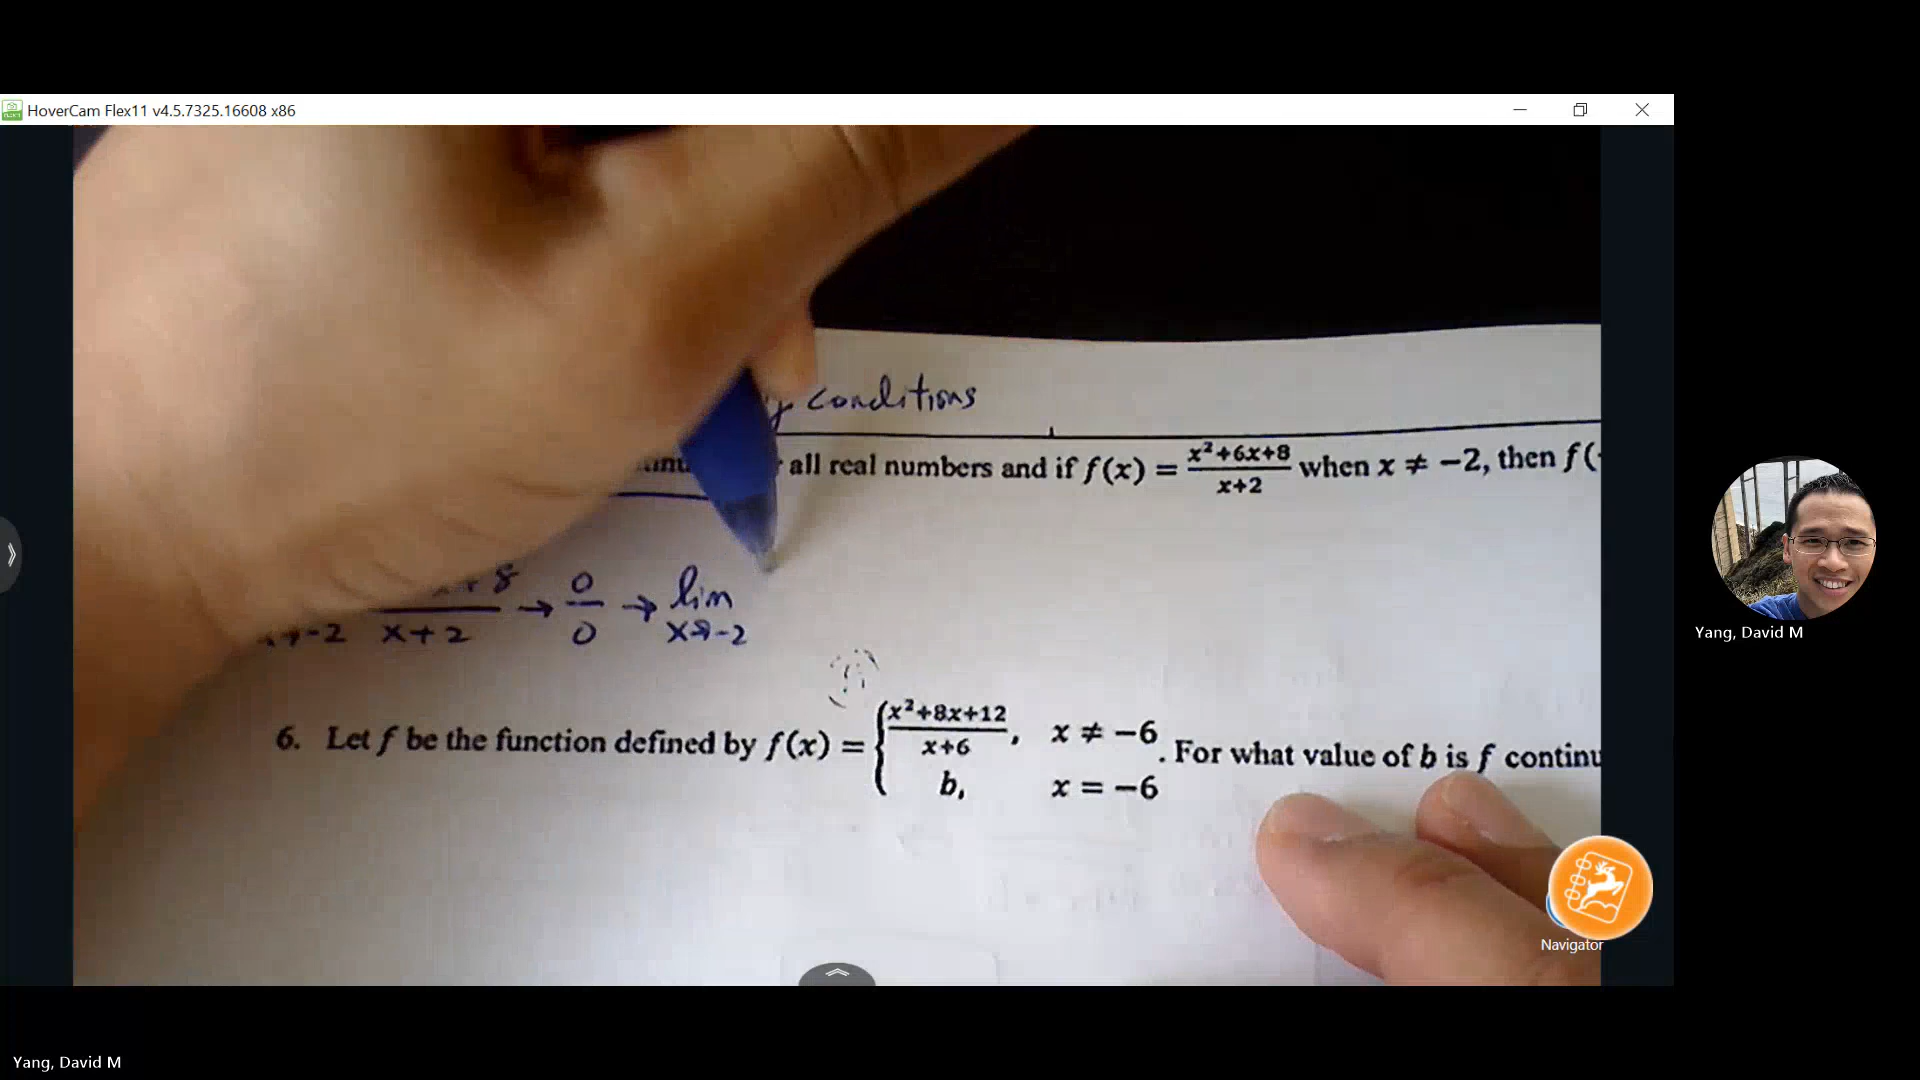 HoverCam Flex11 v4.5.7325.16608 x86
conditions
all real numbers and if f(x) = x²+6x+8 / x+2 when x ≠ −2, then f(
+ 8 / x+2 → 0/0 → lim x→-2
-2
6. Let f be the function defined by f(x) = { x²+8x+12 / x+6, x ≠ −6
b, x = −6
. For what value of b is f continu
Navigator
Yang, David M
Yang, David M